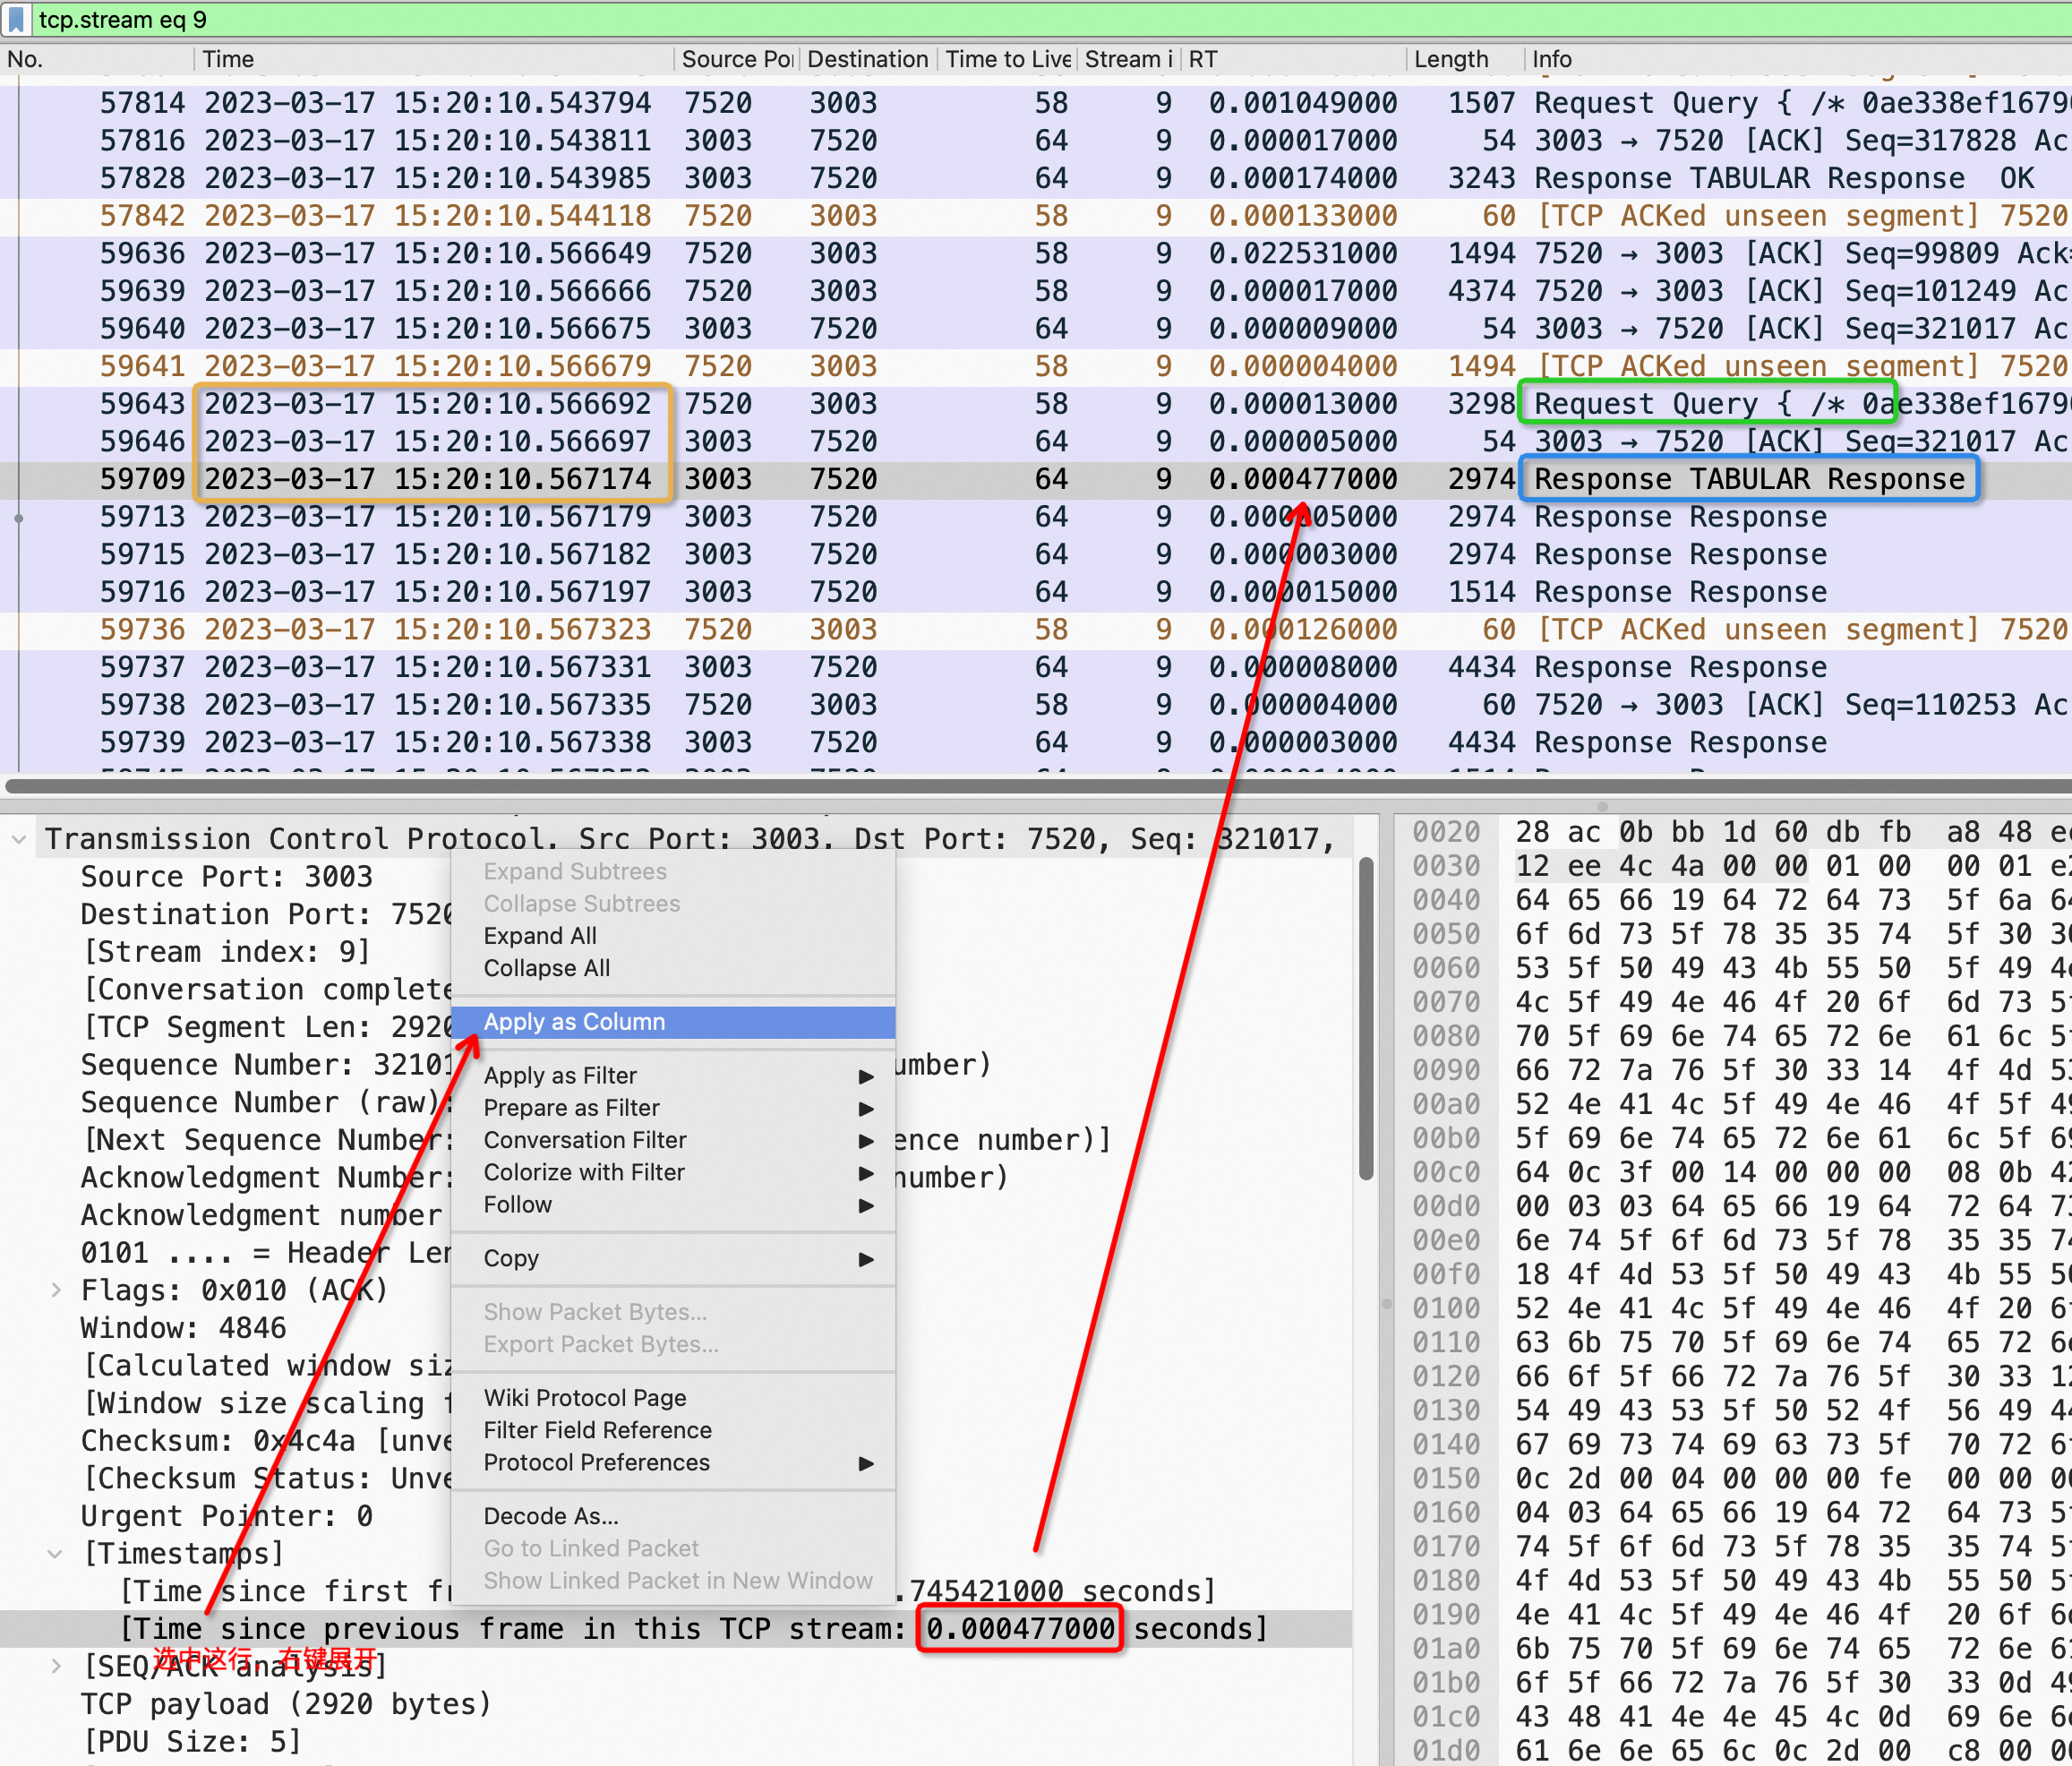 tcp.stream eq 9
No. Time Source Por Destination Time to Live Stream i RT Length Info
57814 2023-03-17 15:20:10.543794 7520 3003 58 9 0.001049000 1507 Request Query { /* 0ae338ef1679
57816 2023-03-17 15:20:10.543811 3003 7520 64 9 0.000017000 54 3003 → 7520 [ACK] Seq=317828 Ac
57828 2023-03-17 15:20:10.543985 3003 7520 64 9 0.000174000 3243 Response TABULAR Response OK
57842 2023-03-17 15:20:10.544118 7520 3003 58 9 0.000133000 60 [TCP ACKed unseen segment] 7520
59636 2023-03-17 15:20:10.566649 7520 3003 58 9 0.022531000 1494 7520 → 3003 [ACK] Seq=99809 Ack=
59639 2023-03-17 15:20:10.566666 7520 3003 58 9 0.000017000 4374 7520 → 3003 [ACK] Seq=101249 Ac
59640 2023-03-17 15:20:10.566675 3003 7520 64 9 0.000009000 54 3003 → 7520 [ACK] Seq=321017 Ac
59641 2023-03-17 15:20:10.566679 7520 3003 58 9 0.000004000 1494 [TCP ACKed unseen segment] 7520
59643 2023-03-17 15:20:10.566692 7520 3003 58 9 0.000013000 3298 Request Query { /* 0ae338ef1679
59646 2023-03-17 15:20:10.566697 3003 7520 64 9 0.000005000 54 3003 → 7520 [ACK] Seq=321017 Ac
59709 2023-03-17 15:20:10.567174 3003 7520 64 9 0.000477000 2974 Response TABULAR Response
59713 2023-03-17 15:20:10.567179 3003 7520 64 9 0.000005000 2974 Response Response
59715 2023-03-17 15:20:10.567182 3003 7520 64 9 0.000003000 2974 Response Response
59716 2023-03-17 15:20:10.567197 3003 7520 64 9 0.000015000 1514 Response Response
59736 2023-03-17 15:20:10.567323 7520 3003 58 9 0.000126000 60 [TCP ACKed unseen segment] 7520
59737 2023-03-17 15:20:10.567331 3003 7520 64 9 0.000008000 4434 Response Response
59738 2023-03-17 15:20:10.567335 7520 3003 58 9 0.000004000 60 7520 → 3003 [ACK] Seq=110253 Ac
59739 2023-03-17 15:20:10.567338 3003 7520 64 9 0.000003000 4434 Response Response
Transmission Control Protocol, Src Port: 3003, Dst Port: 7520, Seq: 321017,
Source Port: 3003
Destination Port: 7520
[Stream index: 9]
[Conversation complete
[TCP Segment Len: 2920
Sequence Number: 32101 umber)
Sequence Number (raw):
[Next Sequence Number: ence number)]
Acknowledgment Number: number)
Acknowledgment number
0101 .... = Header Len
Flags: 0x010 (ACK)
Window: 4846
[Calculated window siz
[Window size scaling f
Checksum: 0x4c4a [unve
[Checksum Status: Unve
Urgent Pointer: 0
[Timestamps]
[Time since first fr .745421000 seconds]
[Time since previous frame in this TCP stream: 0.000477000 seconds]
选中这行，右键展开
[SEQ/ACK analysis]
TCP payload (2920 bytes)
[PDU Size: 5]
Expand Subtrees
Collapse Subtrees
Expand All
Collapse All
Apply as Column
Apply as Filter
Prepare as Filter
Conversation Filter
Colorize with Filter
Follow
Copy
Show Packet Bytes...
Export Packet Bytes...
Wiki Protocol Page
Filter Field Reference
Protocol Preferences
Decode As...
Go to Linked Packet
Show Linked Packet in New Window
0020 28 ac 0b bb 1d 60 db fb a8 48
0030 12 ee 4c 4a 00 00 01 00 00 01
0040 64 65 66 19 64 72 64 73 5f 6a
0050 6f 6d 73 5f 78 35 35 74 5f 30
0060 53 5f 50 49 43 4b 55 50 5f 49
0070 4c 5f 49 4e 46 4f 20 6f 6d 73
0080 70 5f 69 6e 74 65 72 6e 61 6c
0090 66 72 7a 76 5f 30 33 14 4f 4d
00a0 52 4e 41 4c 5f 49 4e 46 4f 5f
00b0 5f 69 6e 74 65 72 6e 61 6c 5f
00c0 64 0c 3f 00 14 00 00 00 08 0b
00d0 00 03 03 64 65 66 19 64 72 64
00e0 6e 74 5f 6f 6d 73 5f 78 35 35
00f0 18 4f 4d 53 5f 50 49 43 4b 55
0100 52 4e 41 4c 5f 49 4e 46 4f 20
0110 63 6b 75 70 5f 69 6e 74 65 72
0120 66 6f 5f 66 72 7a 76 5f 30 33
0130 54 49 43 53 5f 50 52 4f 56 49
0140 67 69 73 74 69 63 73 5f 70 72
0150 0c 2d 00 04 00 00 00 fe 00 00
0160 04 03 64 65 66 19 64 72 64 73
0170 74 5f 6f 6d 73 5f 78 35 35 74
0180 4f 4d 53 5f 50 49 43 4b 55 50
0190 4e 41 4c 5f 49 4e 46 4f 20 6f
01a0 6b 75 70 5f 69 6e 74 65 72 6e
01b0 6f 5f 66 72 7a 76 5f 30 33 0d
01c0 43 48 41 4e 4e 45 4c 0d 69 6e
01d0 61 6e 6e 65 6c 0c 2d 00 c8 00